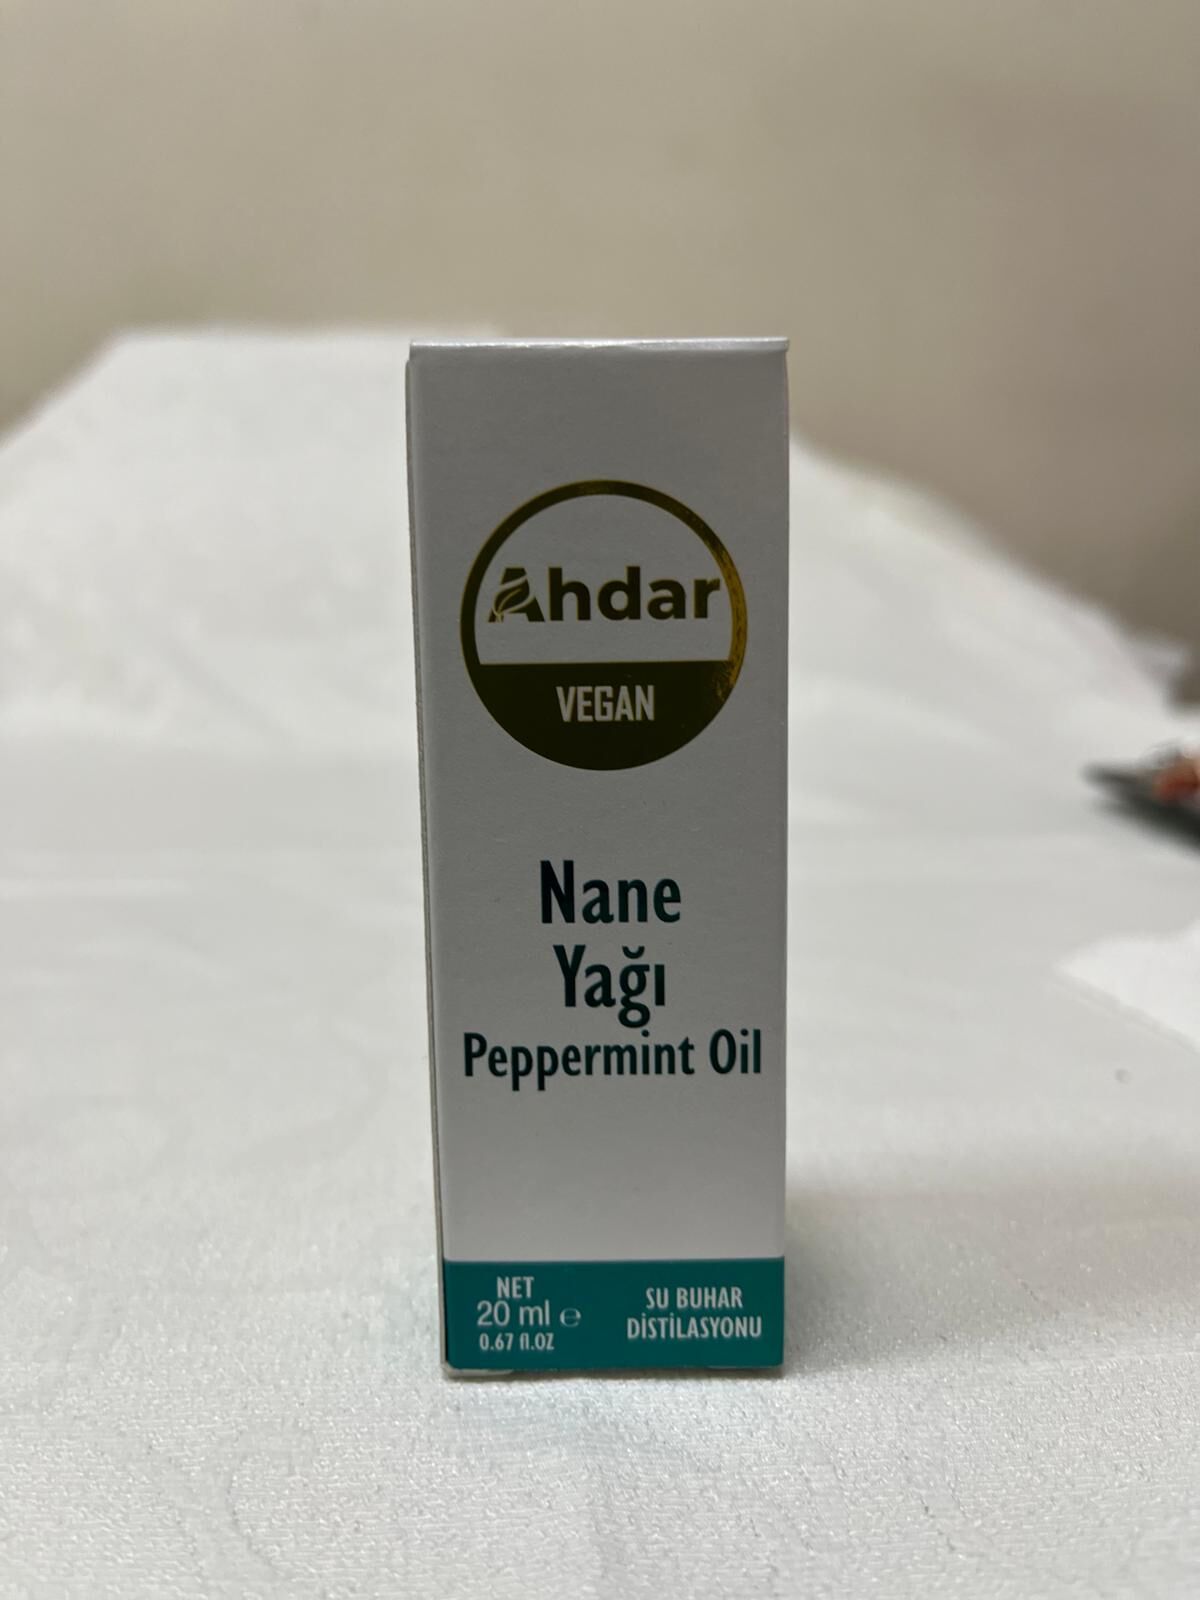 Ahdar
VEGAN
Nane
Yağı
Peppermint Oil
NET
20 ml ℮
0.67 fl.OZ
SU BUHAR
DİSTİLASYONU